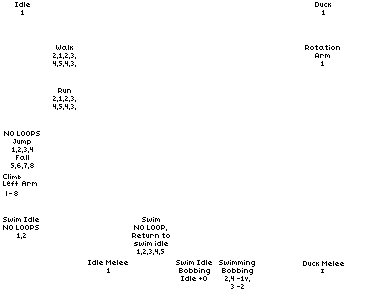 Idle
1
Duck
1
Walk
2,1,2,3,
4,5,4,3,
Rotation
Arm
1
Run
2,1,2,3,
4,5,4,3,
NO LOOPS
Jump
1,2,3,4
Fall
5,6,7,8
Climb
Left Arm
1-8
Swim Idle
NO LOOPS
1,2
Swim
NO LOOP,
Return to
swim idle
1,2,3,4,5
Idle Melee
1
Swim Idle
Bobbing
Idle +0
Swimming
Bobbing
2,4 -1v,
3 -2
Duck Melee
1